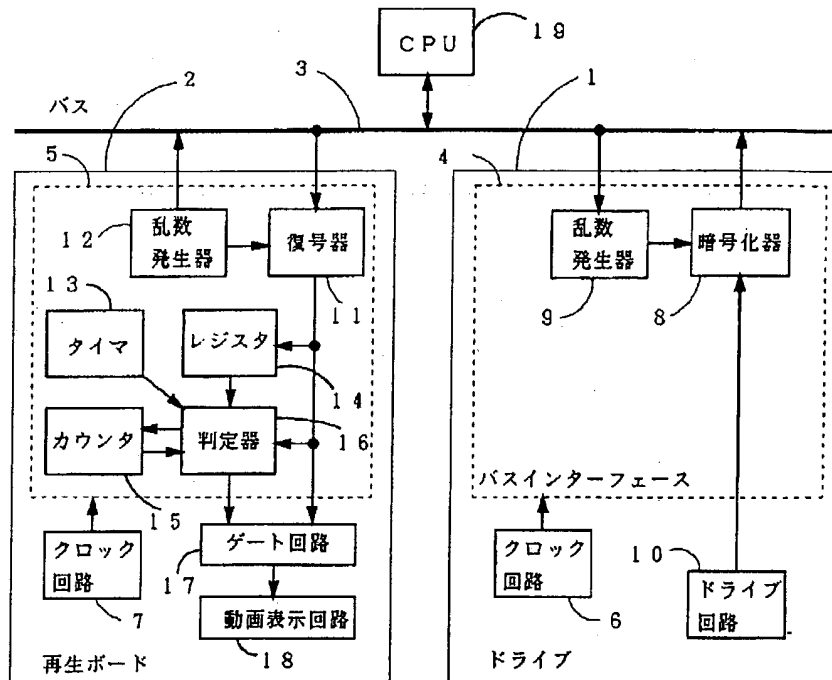 CPU
19
2
3
1
バス
5
4
12
乱数
発生器
復号器
乱数
発生器
暗号化器
13
11
9
8
タイマ
レジスタ
14
カウンタ
判定器
16
バスインターフェース
15
クロック
回路
ゲート回路
17
クロック
回路
10
ドライブ
回路
7
動画表示回路
6
18
再生ボード
ドライブ